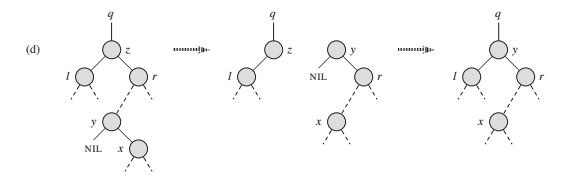 q q q
(d) z z y y
l r l NIL r l r
y x x
NIL x